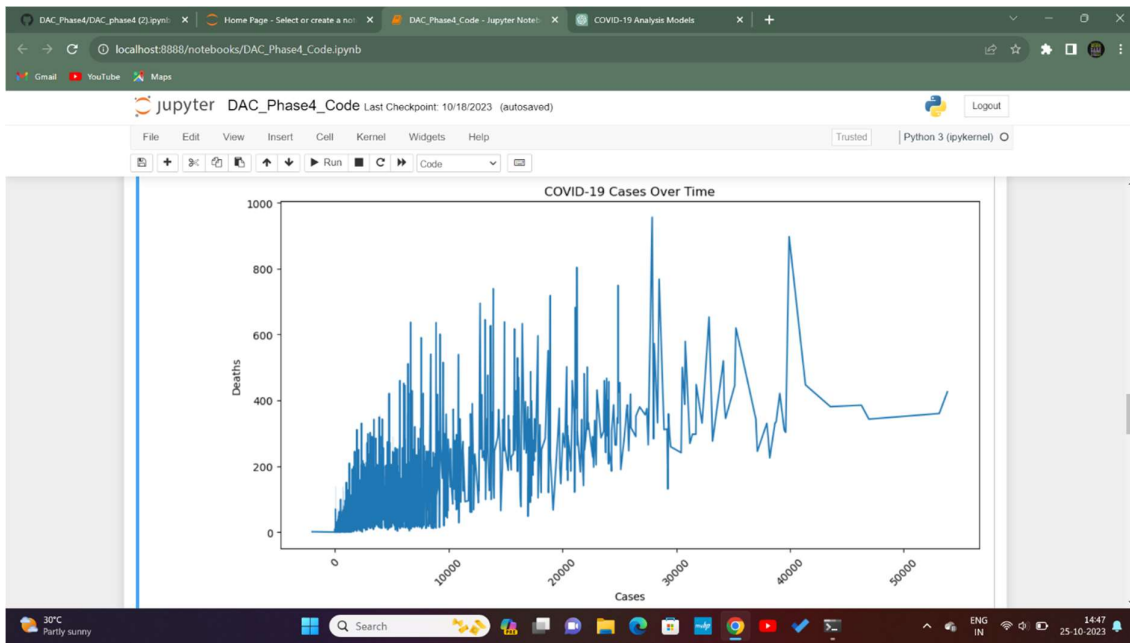 DAC_Phase4/DAC_phase4 (2).ipynb
Home Page - Select or create a not
DAC_Phase4_Code - Jupyter Noteb
COVID-19 Analysis Models
localhost:8888/notebooks/DAC_Phase4_Code.ipynb
Gmail YouTube Maps
jupyter DAC_Phase4_Code Last Checkpoint: 10/18/2023 (autosaved)
Logout
File Edit View Insert Cell Kernel Widgets Help
Trusted Python 3 (ipykernel)
Run Code
COVID-19 Cases Over Time
1000
800
600
400
200
0
Deaths
0 10000 20000 30000 40000 50000
Cases
30°C
Partly sunny
Search
ENG
IN
14:47
25-10-2023